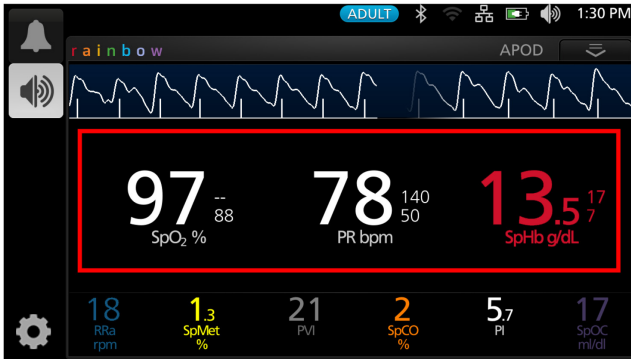 ADULT 1:30 PM
rainbow APOD
97 -- 88 78 140 50 13.5 17 7
SpO₂ % PR bpm SpHb g/dL
18 1.3 21 2 5.7 17
RRa SpMet PVI SpCO PI SpOC
rpm % % ml/dl